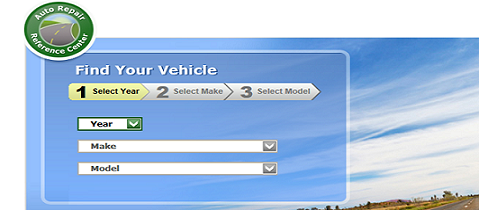 Auto Repair
Reference Center
Find Your Vehicle
1 Select Year 2 Select Make 3 Select Model
Year
Make
Model